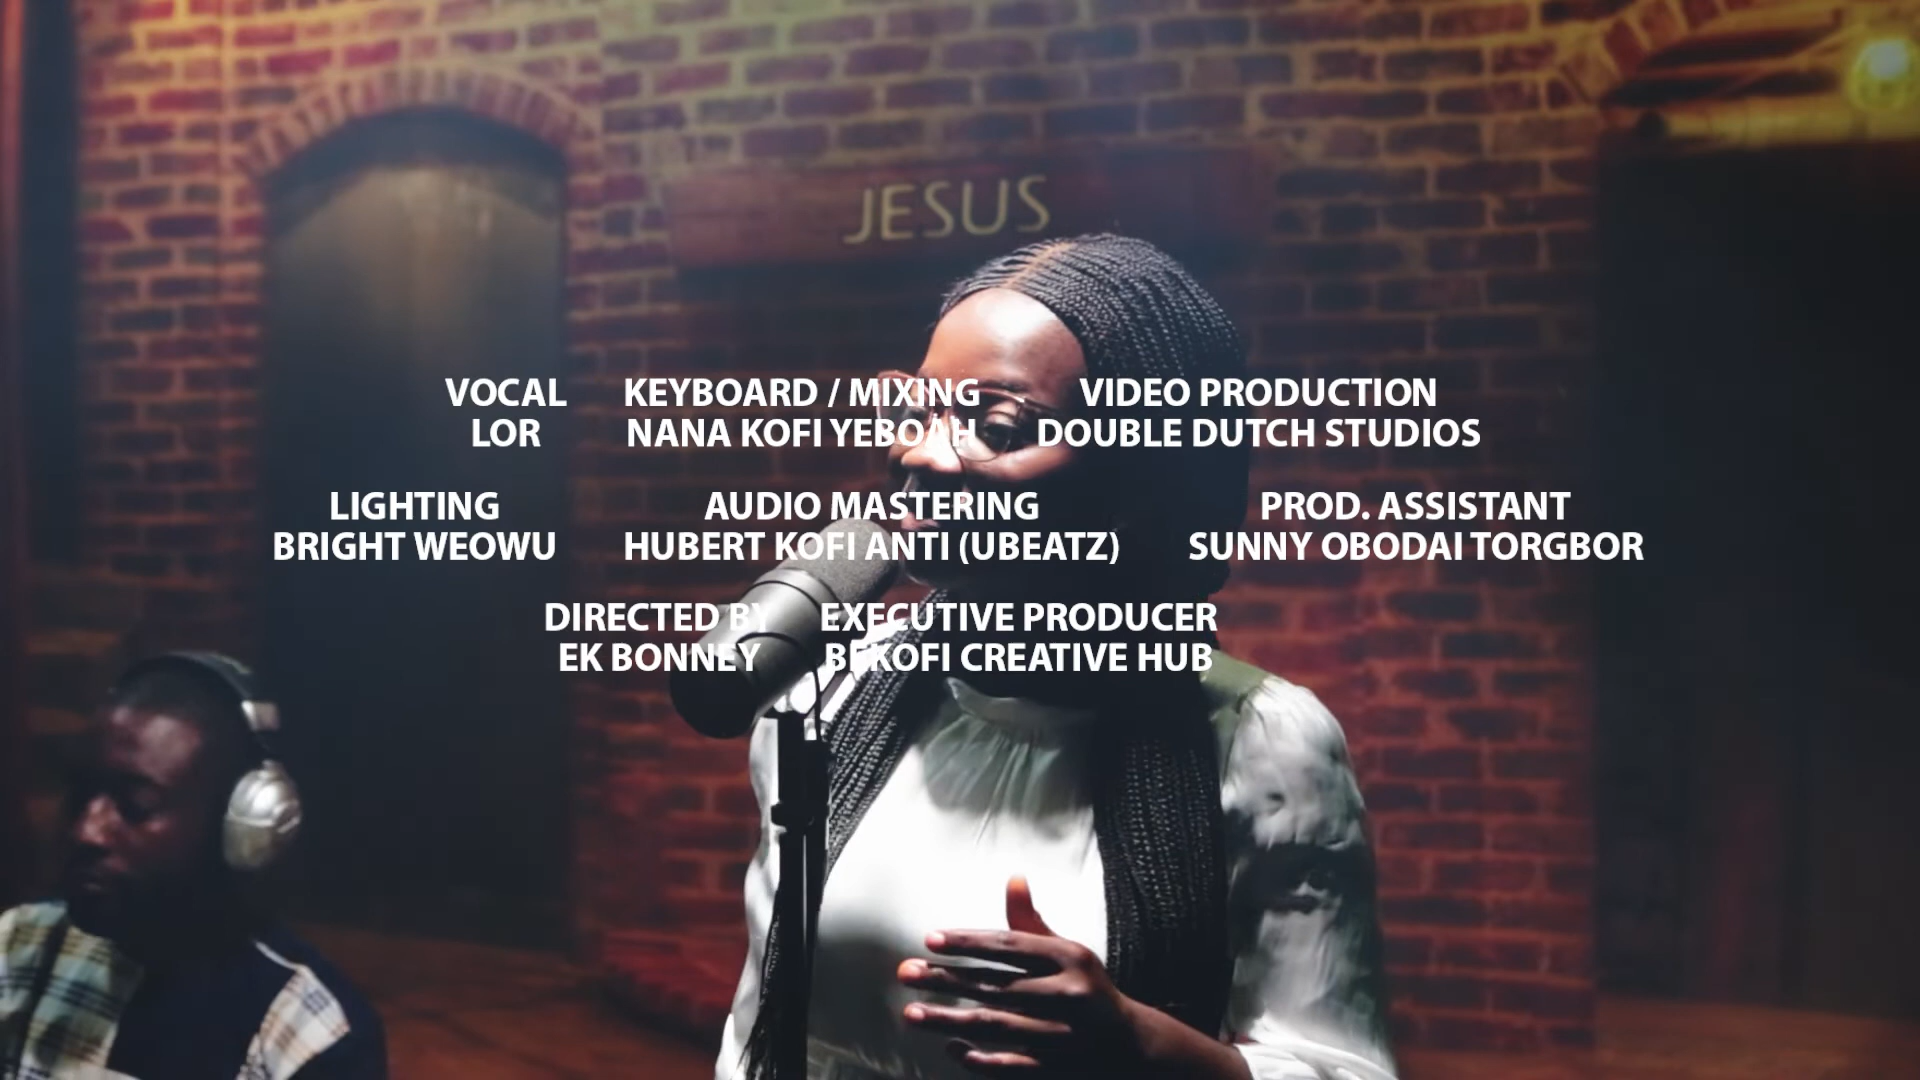 JESUS
VOCAL KEYBOARD / MIXING VIDEO PRODUCTION
LOR NANA KOFI YEBOAH DOUBLE DUTCH STUDIOS
LIGHTING AUDIO MASTERING PROD. ASSISTANT
BRIGHT WEOWU HUBERT KOFI ANTI (UBEATZ) SUNNY OBODAI TORGBOR
DIRECTED BY EXECUTIVE PRODUCER
EK BONNEY BEKOFI CREATIVE HUB